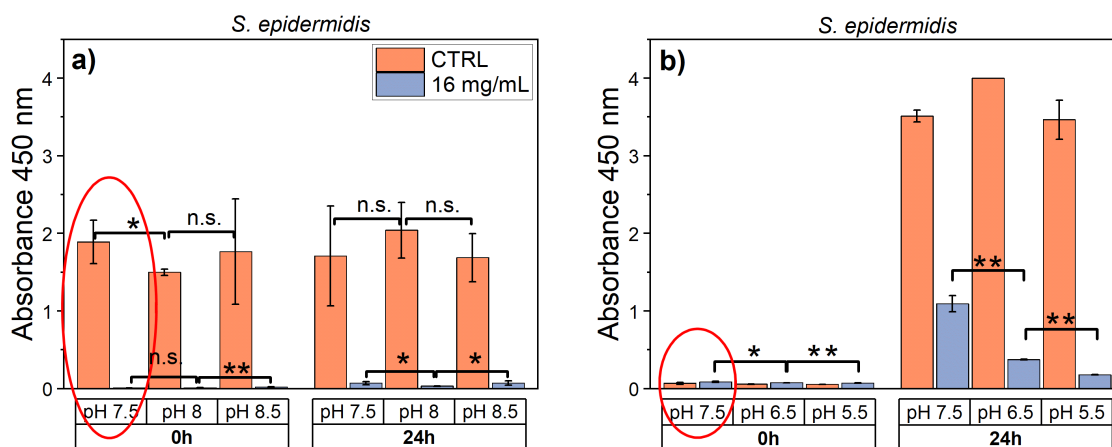 S. epidermidis
a)
CTRL
16 mg/mL
Absorbance 450 nm
4
3
2
1
0
*
n.s.
n.s.
n.s.
n.s.
**
*
*
pH 7.5 pH 8 pH 8.5 pH 7.5 pH 8 pH 8.5
0h 24h
S. epidermidis
b)
Absorbance 450 nm
4
3
2
1
0
**
**
*
**
pH 7.5 pH 6.5 pH 5.5 pH 7.5 pH 6.5 pH 5.5
0h 24h